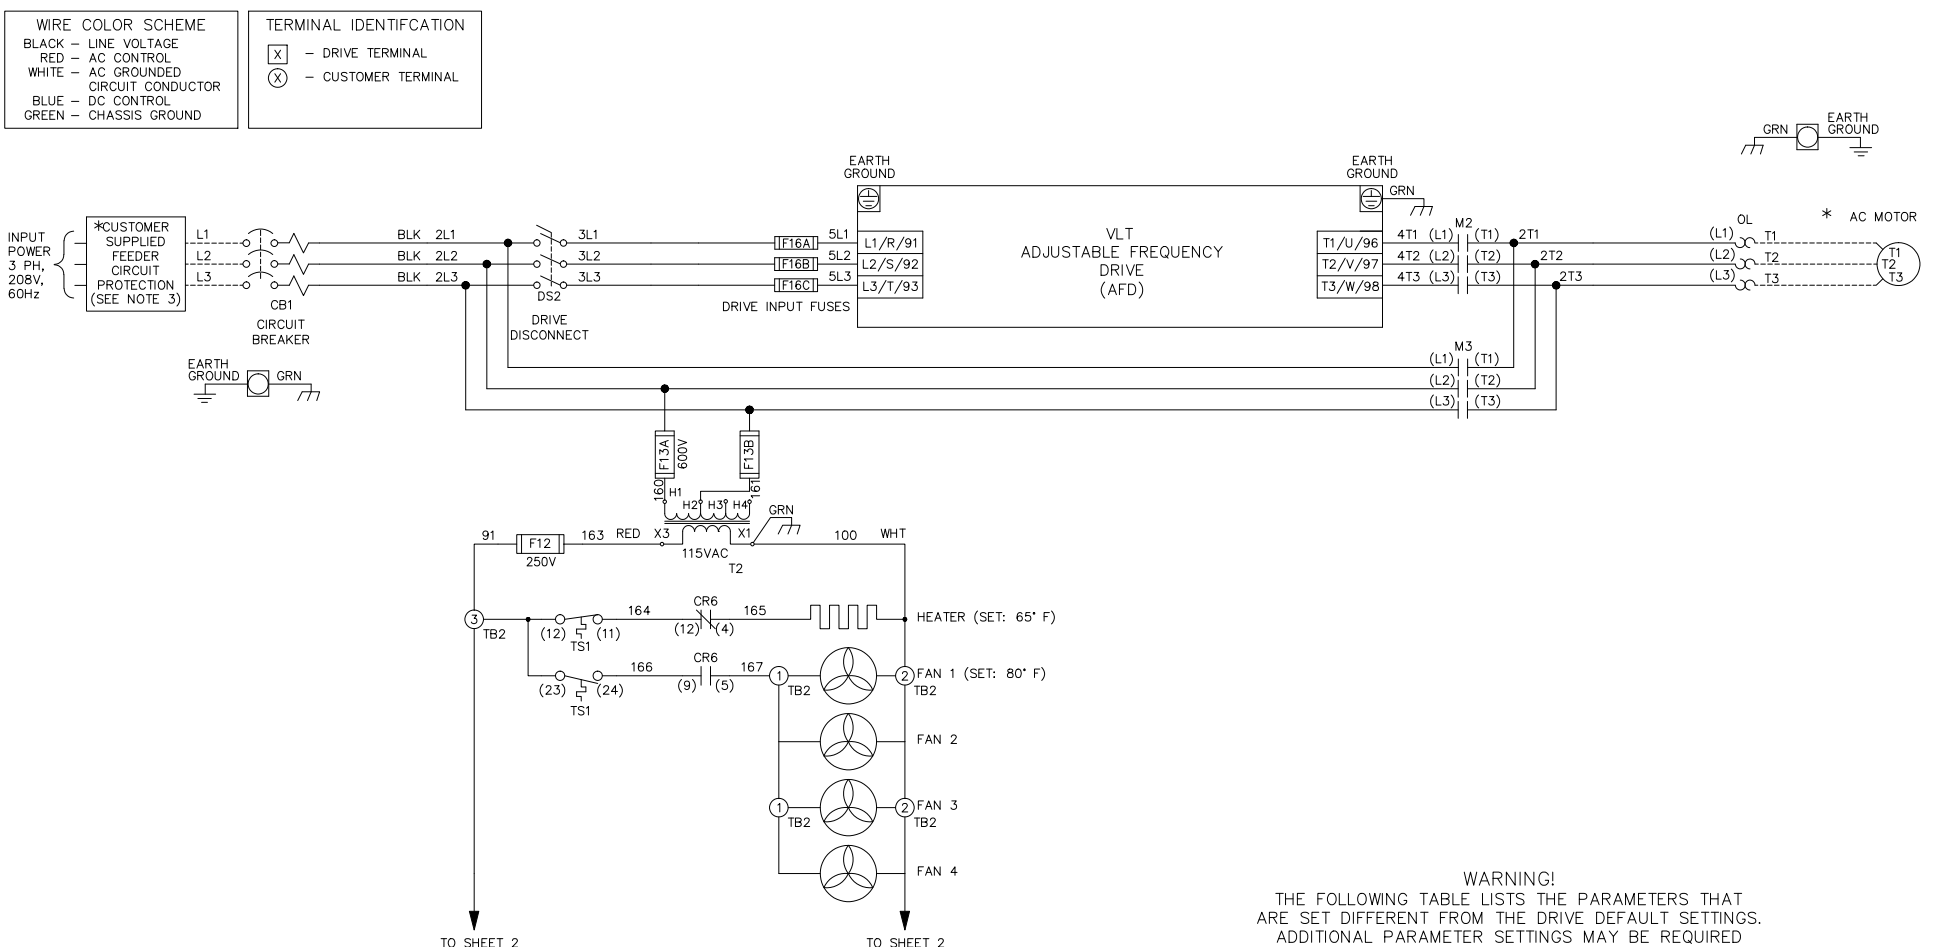 WIRE COLOR SCHEME
BLACK – LINE VOLTAGE
RED – AC CONTROL
WHITE – AC GROUNDED
CIRCUIT CONDUCTOR
BLUE – DC CONTROL
GREEN – CHASSIS GROUND
TERMINAL IDENTIFCATION
X – DRIVE TERMINAL
X – CUSTOMER TERMINAL
GRN
EARTH
GROUND
INPUT
POWER
3 PH,
208V,
60Hz
*CUSTOMER
SUPPLIED
FEEDER
CIRCUIT
PROTECTION
(SEE NOTE 3)
L1
L2
L3
CB1
CIRCUIT
BREAKER
BLK 2L1
BLK 2L2
BLK 2L3
DS2
DRIVE
DISCONNECT
3L1
3L2
3L3
F16A
F16B
F16C
DRIVE INPUT FUSES
5L1
5L2
5L3
EARTH
GROUND
L1/R/91
L2/S/92
L3/T/93
VLT
ADJUSTABLE FREQUENCY
DRIVE
(AFD)
EARTH
GROUND
GRN
T1/U/96
T2/V/97
T3/W/98
4T1 (L1) M2 (T1) 2T1
4T2 (L2) (T2) 2T2
4T3 (L3) (T3) 2T3
OL
(L1) T1
(L2) T2
(L3) T3
* AC MOTOR
T1
T2
T3
EARTH
GROUND
GRN
M3
(L1) (T1)
(L2) (T2)
(L3) (T3)
F13A
600V
F13B
160
161
H1
H2 H3 H4
GRN
91
F12
250V
163 RED X3
X1
115VAC
T2
100 WHT
3
TB2
(12) (11)
TS1
164
CR6
(12) (4)
165
HEATER (SET: 65° F)
(23) (24)
TS1
166
CR6
(9) (5)
167
1
TB2
2
TB2
FAN 1 (SET: 80° F)
FAN 2
1
TB2
2
TB2
FAN 3
FAN 4
TO SHEET 2
TO SHEET 2
WARNING!
THE FOLLOWING TABLE LISTS THE PARAMETERS THAT
ARE SET DIFFERENT FROM THE DRIVE DEFAULT SETTINGS.
ADDITIONAL PARAMETER SETTINGS MAY BE REQUIRED